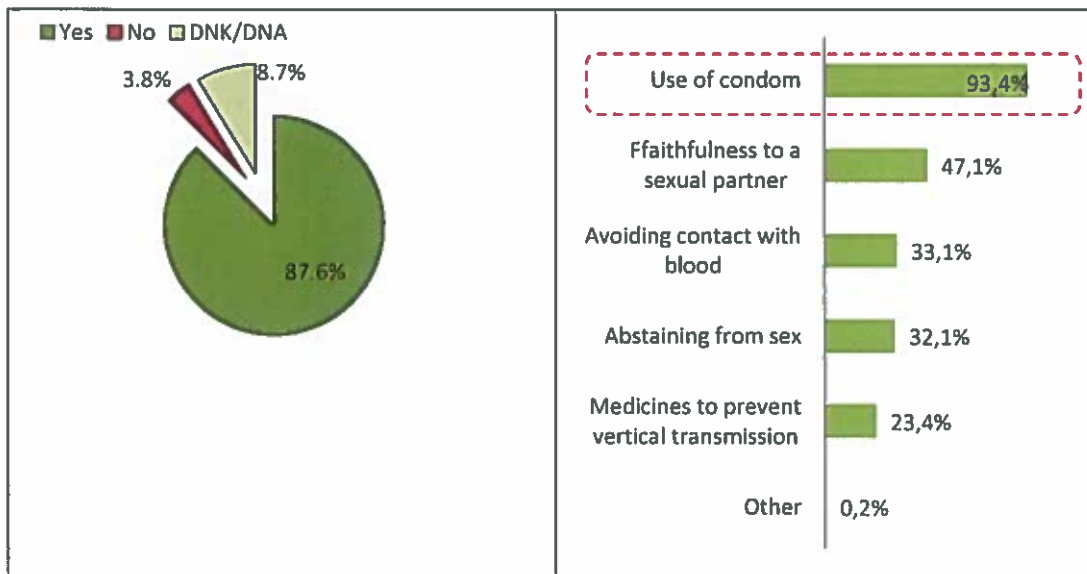 Yes No DNK/DNA
3.8%
8.7%
87.6%
Use of condom
93,4%
Ffaithfulness to a
sexual partner
47,1%
Avoiding contact with
blood
33,1%
Abstaining from sex
32,1%
Medicines to prevent
vertical transmission
23,4%
Other
0,2%